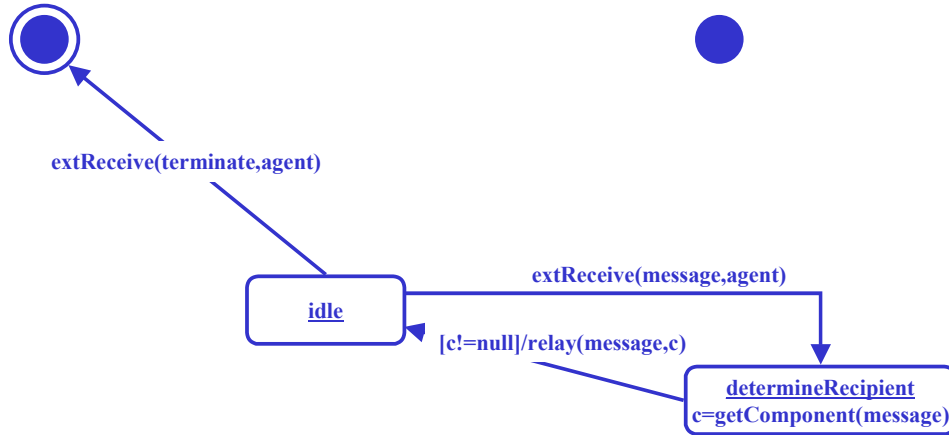 extReceive(terminate,agent)
extReceive(message,agent)
idle
[c!=null]/relay(message,c)
determineRecipient
c=getComponent(message)